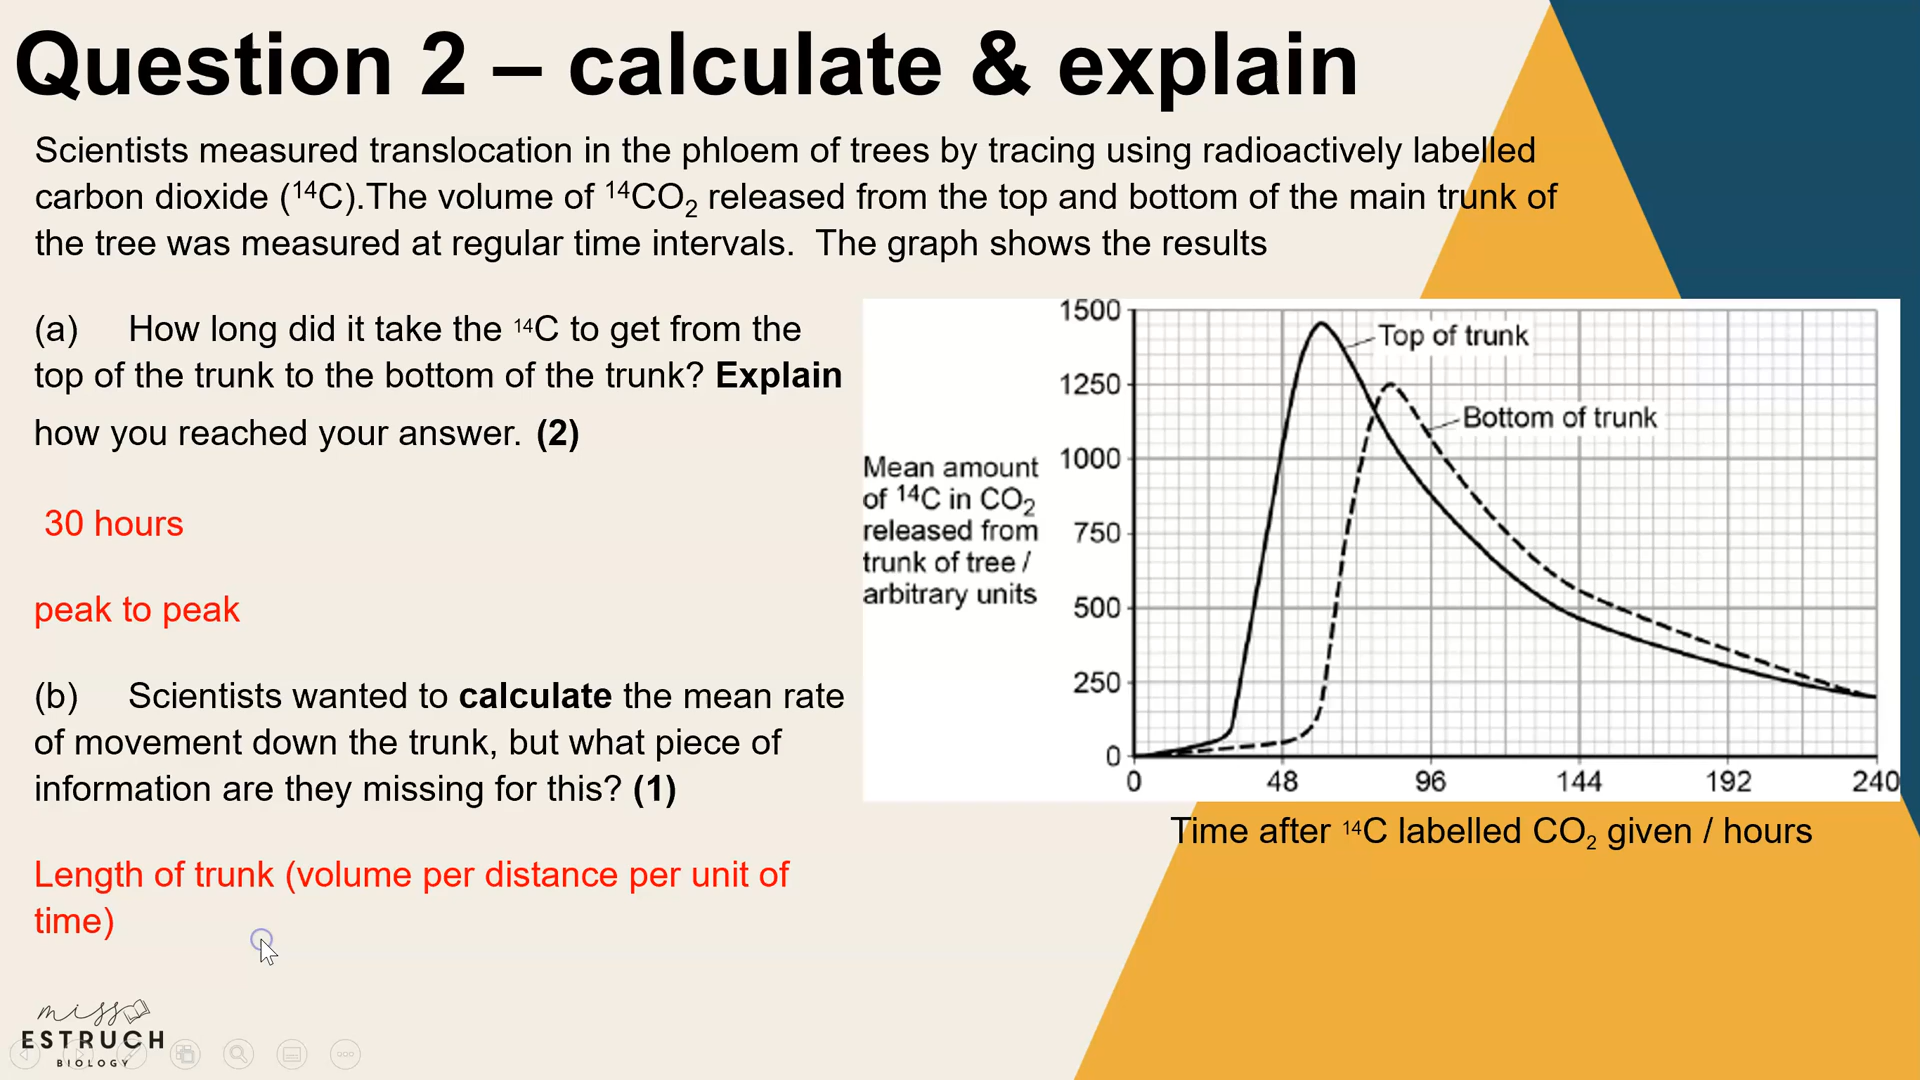 Question 2 – calculate & explain
Scientists measured translocation in the phloem of trees by tracing using radioactively labelled
carbon dioxide (¹⁴C).The volume of ¹⁴CO₂ released from the top and bottom of the main trunk of
the tree was measured at regular time intervals.  The graph shows the results
(a) How long did it take the ¹⁴C to get from the
top of the trunk to the bottom of the trunk? Explain
how you reached your answer. (2)
30 hours
peak to peak
(b) Scientists wanted to calculate the mean rate
of movement down the trunk, but what piece of
information are they missing for this? (1)
Length of trunk (volume per distance per unit of
time)
Mean amount
of ¹⁴C in CO₂
released from
trunk of tree /
arbitrary units
1500
1250
1000
750
500
250
0
Top of trunk
Bottom of trunk
0 48 96 144 192 240
Time after ¹⁴C labelled CO₂ given / hours
miss
ESTRUCH
BIOLOGY